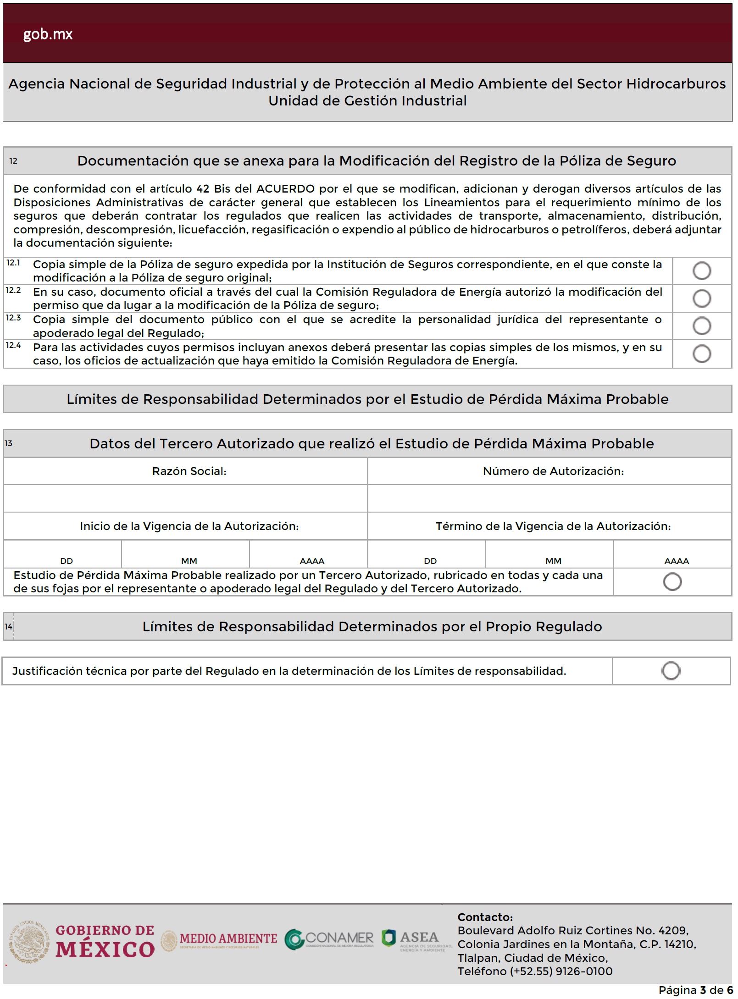 gob.mx
Agencia Nacional de Seguridad Industrial y de Protección al Medio Ambiente del Sector Hidrocarburos
Unidad de Gestión Industrial
12 Documentación que se anexa para la Modificación del Registro de la Póliza de Seguro
De conformidad con el artículo 42 Bis del ACUERDO por el que se modifican, adicionan y derogan diversos artículos de las
Disposiciones Administrativas de carácter general que establecen los Lineamientos para el requerimiento mínimo de los
seguros que deberán contratar los regulados que realicen las actividades de transporte, almacenamiento, distribución,
compresión, descompresión, licuefacción, regasificación o expendio al público de hidrocarburos o petrolíferos, deberá adjuntar
la documentación siguiente:
12.1 Copia simple de la Póliza de seguro expedida por la Institución de Seguros correspondiente, en el que conste la
modificación a la Póliza de seguro original;
12.2 En su caso, documento oficial a través del cual la Comisión Reguladora de Energía autorizó la modificación del
permiso que da lugar a la modificación de la Póliza de seguro;
12.3 Copia simple del documento público con el que se acredite la personalidad jurídica del representante o
apoderado legal del Regulado;
12.4 Para las actividades cuyos permisos incluyan anexos deberá presentar las copias simples de los mismos, y en su
caso, los oficios de actualización que haya emitido la Comisión Reguladora de Energía.
Límites de Responsabilidad Determinados por el Estudio de Pérdida Máxima Probable
13 Datos del Tercero Autorizado que realizó el Estudio de Pérdida Máxima Probable
Razón Social: Número de Autorización:
Inicio de la Vigencia de la Autorización: Término de la Vigencia de la Autorización:
DD MM AAAA DD MM AAAA
Estudio de Pérdida Máxima Probable realizado por un Tercero Autorizado, rubricado en todas y cada una
de sus fojas por el representante o apoderado legal del Regulado y del Tercero Autorizado.
14 Límites de Responsabilidad Determinados por el Propio Regulado
Justificación técnica por parte del Regulado en la determinación de los Límites de responsabilidad.
ESTADOS UNIDOS MEXICANOS
GOBIERNO DE
MÉXICO
MEDIO AMBIENTE
SECRETARÍA DE MEDIO AMBIENTE Y RECURSOS NATURALES
CONAMER
COMISIÓN NACIONAL DE MEJORA REGULATORIA
ASEA
AGENCIA DE SEGURIDAD,
ENERGÍA Y AMBIENTE
Contacto:
Boulevard Adolfo Ruiz Cortines No. 4209,
Colonia Jardines en la Montaña, C.P. 14210,
Tlalpan, Ciudad de México,
Teléfono (+52.55) 9126-0100
Página 3 de 6